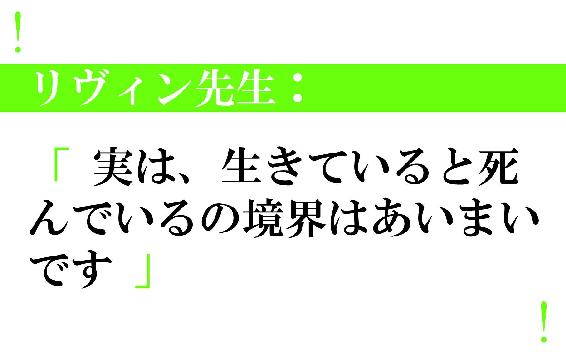 !
リヴィン先生：
「 実は、生きていると死
んでいるの境界はあいまい
です 」
!